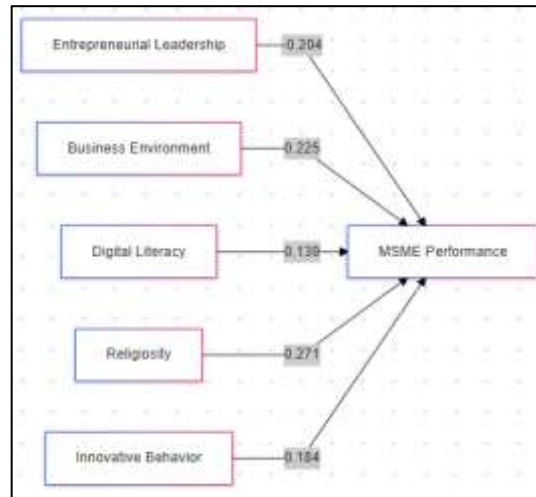 Entrepreneurial Leadership
0.204
Business Environment
0.225
Digital Literacy
0.139
MSME Performance
Religiosity
0.271
Innovative Behavior
0.184